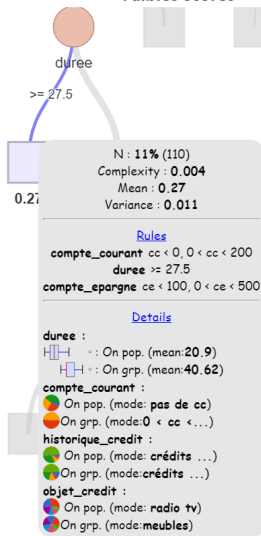 duree
>= 27.5
0.27
N : 11% (110)
Complexity : 0.004
Mean : 0.27
Variance : 0.011
Rules
compte_courant cc < 0, 0 < cc < 200
duree >= 27.5
compte_epargne ce < 100, 0 < ce < 500
Details
duree :
: On pop. (mean:20.9)
: On grp. (mean:40.62)
compte_courant :
On pop. (mode: pas de cc)
On grp. (mode:0 < cc <...)
historique_credit :
On pop. (mode: crédits ...)
On grp. (mode:crédits ...)
objet_credit :
On pop. (mode: radio tv)
On grp. (mode:meubles)